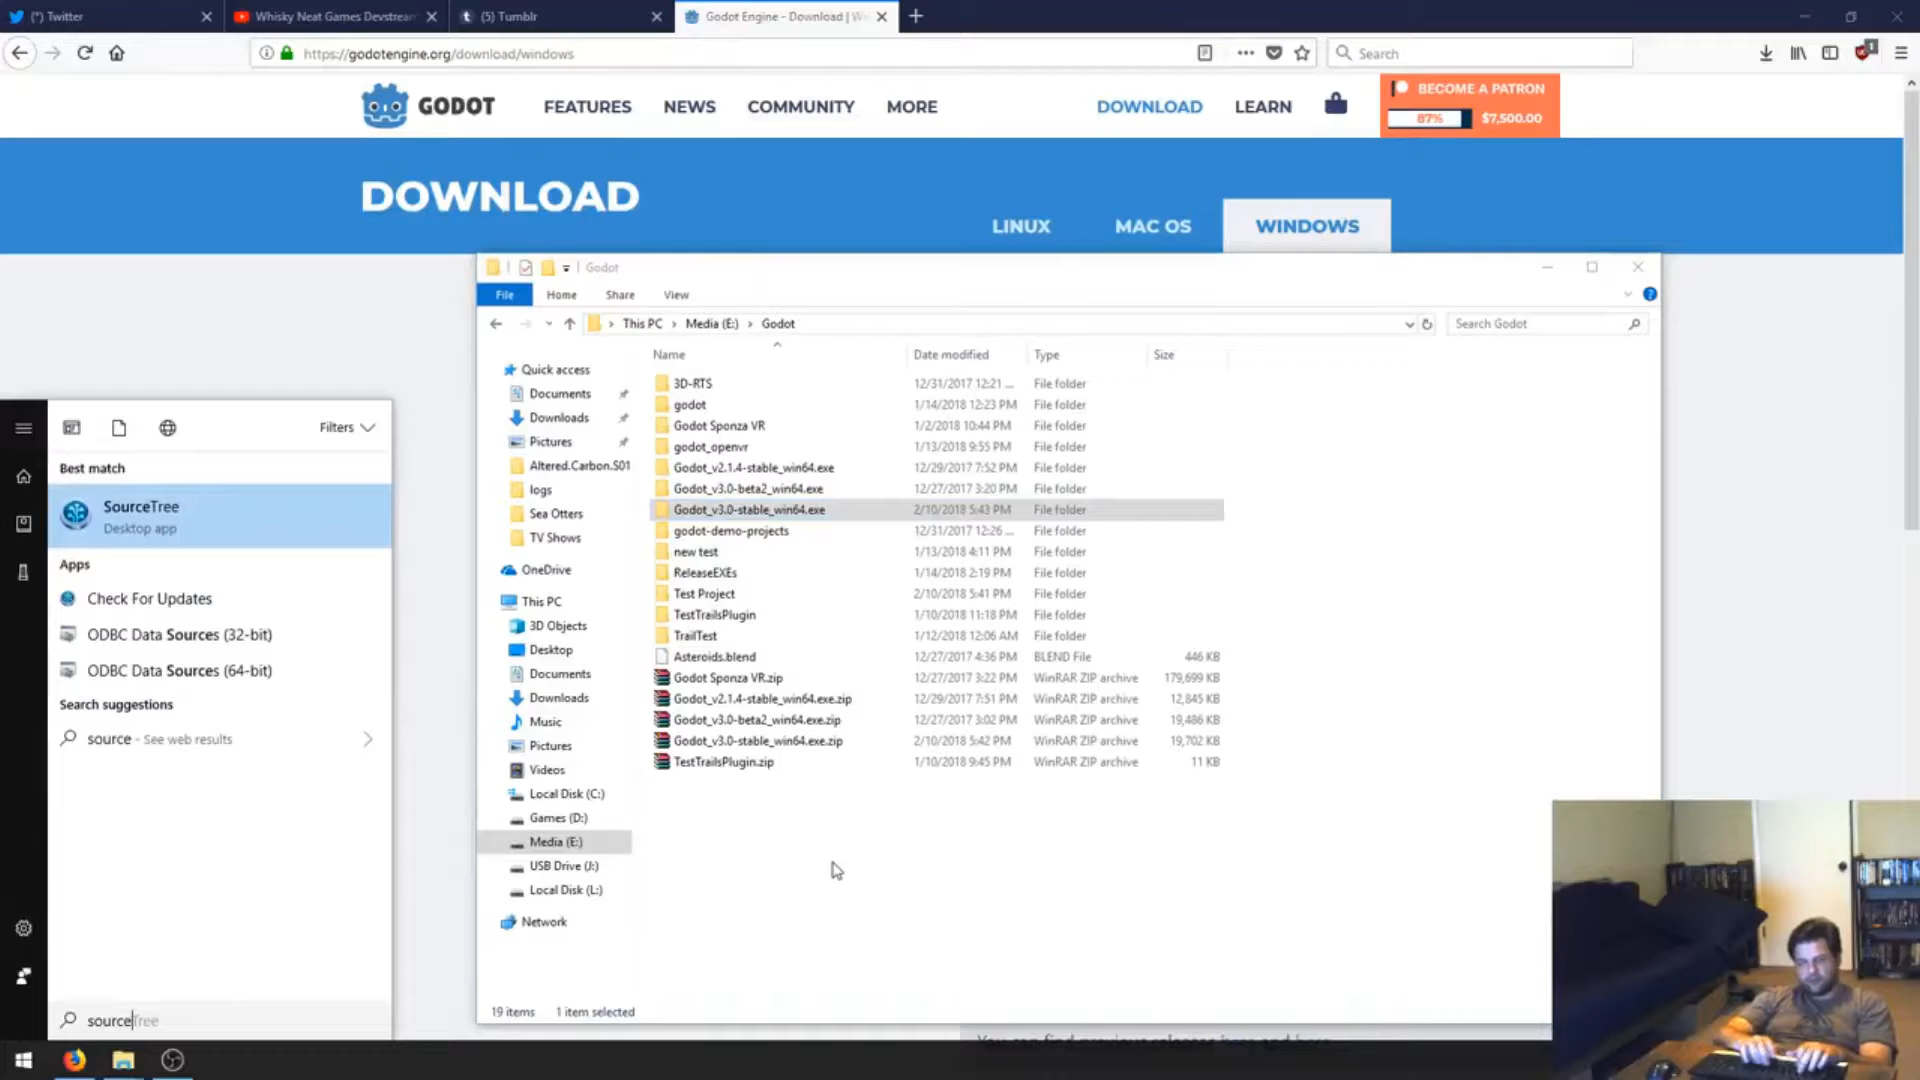 (*) Twitter
Whisky Neat Games Devstream
(5) Tumblr
Godot Engine - Download | Wi
https://godotengine.org/download/windows
Search
1
GODOT
FEATURES
NEWS
COMMUNITY
MORE
DOWNLOAD
LEARN
BECOME A PATRON
87%
$7,500.00
DOWNLOAD
LINUX
MAC OS
WINDOWS
Godot
File
Home
Share
View
This PC
Media (E:)
Godot
Search Godot
Name
Date modified
Type
Size
Quick access
Documents
Downloads
Pictures
Altered.Carbon.S01
logs
Sea Otters
TV Shows
OneDrive
This PC
3D Objects
Desktop
Documents
Downloads
Music
Pictures
Videos
Local Disk (C:)
Games (D:)
Media (E:)
USB Drive (J:)
Local Disk (L:)
Network
3D-RTS 12/31/2017 12:21 ... File folder
godot 1/14/2018 12:23 PM File folder
Godot Sponza VR 1/2/2018 10:44 PM File folder
godot_openvr 1/13/2018 9:55 PM File folder
Godot_v2.1.4-stable_win64.exe 12/29/2017 7:52 PM File folder
Godot_v3.0-beta2_win64.exe 12/27/2017 3:20 PM File folder
Godot_v3.0-stable_win64.exe 2/10/2018 5:43 PM File folder
godot-demo-projects 12/31/2017 12:26 ... File folder
new test 1/13/2018 4:11 PM File folder
ReleaseEXEs 1/14/2018 2:19 PM File folder
Test Project 2/10/2018 5:41 PM File folder
TestTrailsPlugin 1/10/2018 11:18 PM File folder
TrailTest 1/12/2018 12:06 AM File folder
Asteroids.blend 12/27/2017 4:36 PM BLEND File 446 KB
Godot Sponza VR.zip 12/27/2017 3:22 PM WinRAR ZIP archive 179,699 KB
Godot_v2.1.4-stable_win64.exe.zip 12/29/2017 7:51 PM WinRAR ZIP archive 12,845 KB
Godot_v3.0-beta2_win64.exe.zip 12/27/2017 3:02 PM WinRAR ZIP archive 19,486 KB
Godot_v3.0-stable_win64.exe.zip 2/10/2018 5:42 PM WinRAR ZIP archive 19,702 KB
TestTrailsPlugin.zip 1/10/2018 9:45 PM WinRAR ZIP archive 11 KB
19 items
1 item selected
Filters
Best match
SourceTree
Desktop app
Apps
Check For Updates
ODBC Data Sources (32-bit)
ODBC Data Sources (64-bit)
Search suggestions
source - See web results
sourceTree
You can find previous releases here and here